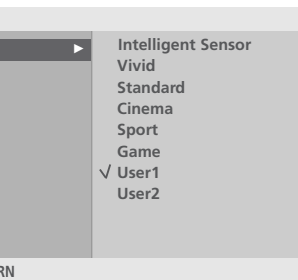 Intelligent Sensor
Vivid
Standard
Cinema
Sport
Game
√ User1
User2
RN